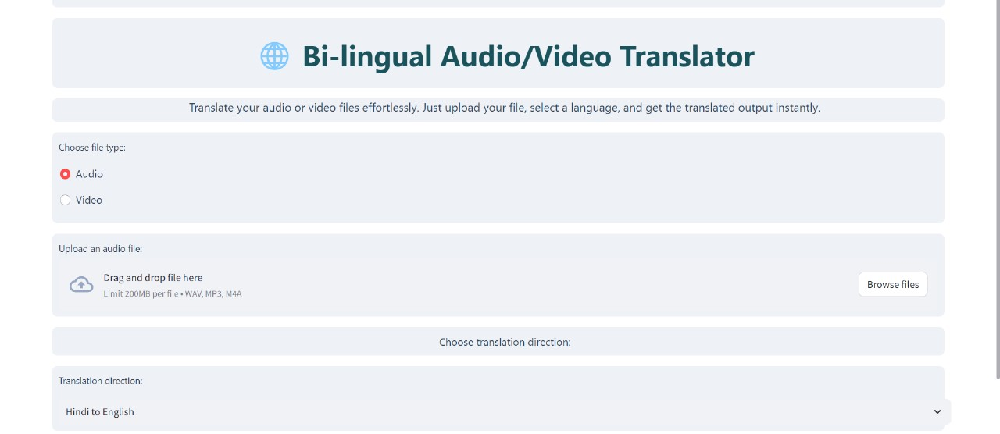 Bi-lingual Audio/Video Translator
Translate your audio or video files effortlessly. Just upload your file, select a language, and get the translated output instantly.
Choose file type:
Audio
Video
Upload an audio file:
Drag and drop file here
Limit 200MB per file • WAV, MP3, M4A
Browse files
Choose translation direction:
Translation direction:
Hindi to English